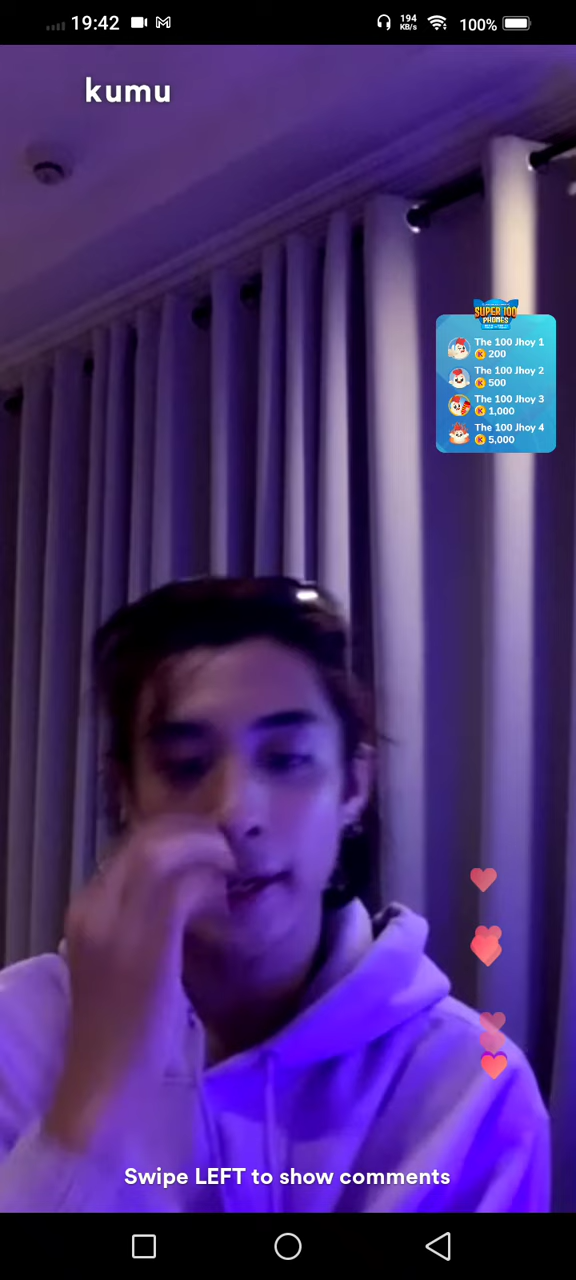 19:42
194
KB/s
100%
kumu
SUPER 100
PHOMES
The 100 Jhoy 1
K 200
The 100 Jhoy 2
K 500
The 100 Jhoy 3
K 1,000
The 100 Jhoy 4
K 5,000
Swipe LEFT to show comments